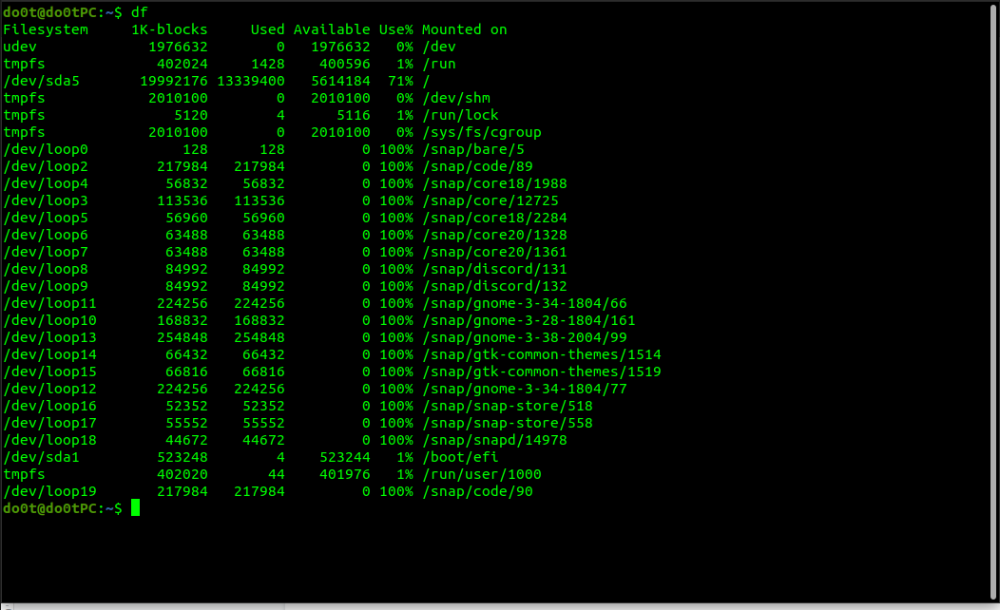 do0t@do0tPC:~$ df
Filesystem     1K-blocks     Used Available Use% Mounted on
udev             1976632        0   1976632   0% /dev
tmpfs             402024     1428    400596   1% /run
/dev/sda5       19992176 13339400   5614184  71% /
tmpfs            2010100        0   2010100   0% /dev/shm
tmpfs               5120        4      5116   1% /run/lock
tmpfs            2010100        0   2010100   0% /sys/fs/cgroup
/dev/loop0           128      128         0 100% /snap/bare/5
/dev/loop2        217984   217984         0 100% /snap/code/89
/dev/loop4         56832    56832         0 100% /snap/core18/1988
/dev/loop3        113536   113536         0 100% /snap/core/12725
/dev/loop5         56960    56960         0 100% /snap/core18/2284
/dev/loop6         63488    63488         0 100% /snap/core20/1328
/dev/loop7         63488    63488         0 100% /snap/core20/1361
/dev/loop8         84992    84992         0 100% /snap/discord/131
/dev/loop9         84992    84992         0 100% /snap/discord/132
/dev/loop11       224256   224256         0 100% /snap/gnome-3-34-1804/66
/dev/loop10       168832   168832         0 100% /snap/gnome-3-28-1804/161
/dev/loop13       254848   254848         0 100% /snap/gnome-3-38-2004/99
/dev/loop14        66432    66432         0 100% /snap/gtk-common-themes/1514
/dev/loop15        66816    66816         0 100% /snap/gtk-common-themes/1519
/dev/loop12       224256   224256         0 100% /snap/gnome-3-34-1804/77
/dev/loop16        52352    52352         0 100% /snap/snap-store/518
/dev/loop17        55552    55552         0 100% /snap/snap-store/558
/dev/loop18        44672    44672         0 100% /snap/snapd/14978
/dev/sda1         523248        4    523244   1% /boot/efi
tmpfs             402020       44    401976   1% /run/user/1000
/dev/loop19       217984   217984         0 100% /snap/code/90
do0t@do0tPC:~$